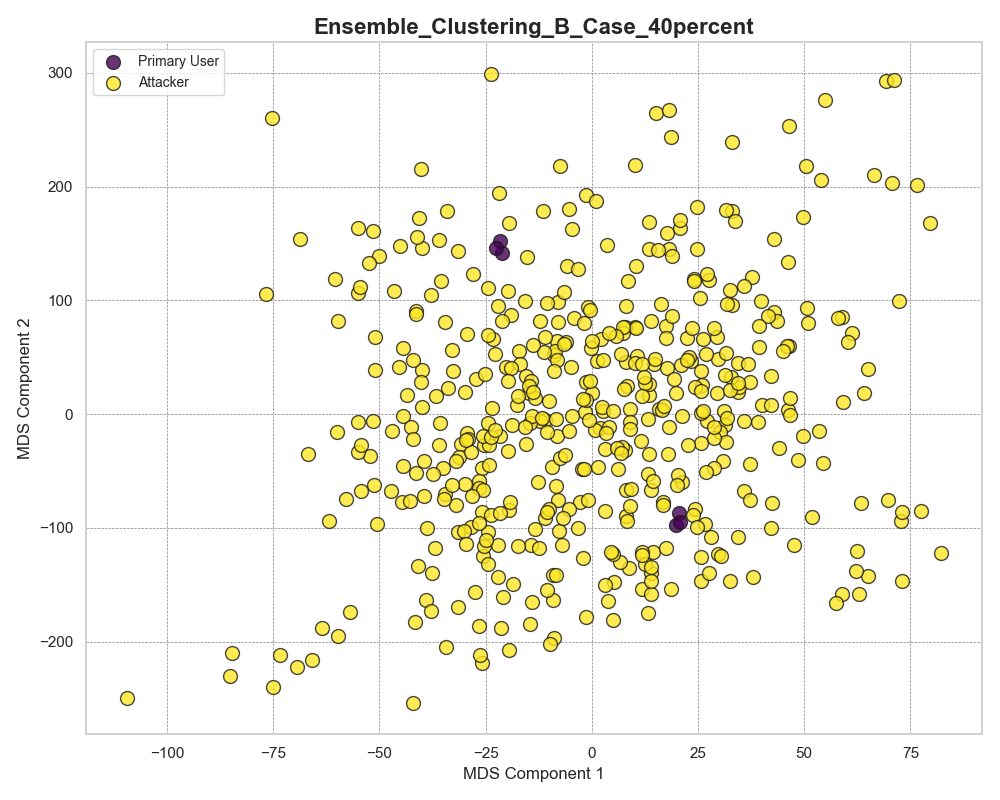 Ensemble_Clustering_B_Case_40percent
Primary User
Attacker
MDS Component 2
300
200
100
0
−100
−200
−100
−75
−50
−25
0
25
50
75
MDS Component 1